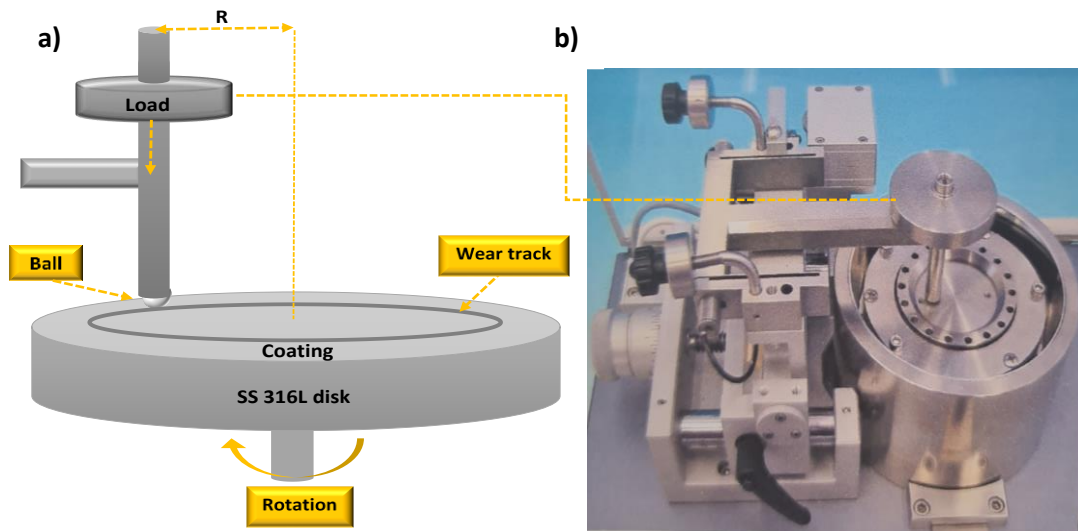 a)
R
b)
Load
Ball
Wear track
Coating
SS 316L disk
Rotation